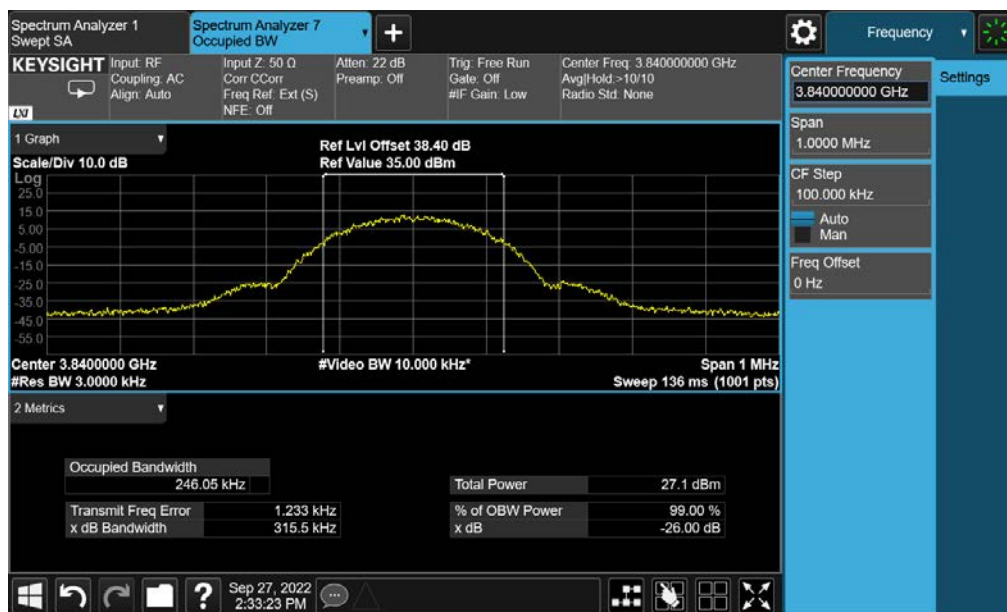 Spectrum Analyzer 1
Swept SA
Spectrum Analyzer 7
Occupied BW
+
Frequency
KEYSIGHT
LXI
Input: RF
Coupling: AC
Align: Auto
Input Z: 50 Ω
Corr CCorr
Freq Ref: Ext (S)
NFE: Off
Atten: 22 dB
Preamp: Off
Trig: Free Run
Gate: Off
#IF Gain: Low
Center Freq: 3.840000000 GHz
Avg|Hold:>10/10
Radio Std: None
Center Frequency
3.840000000 GHz
Settings
Span
1.0000 MHz
CF Step
100.000 kHz
Auto
Man
Freq Offset
0 Hz
1 Graph
Scale/Div 10.0 dB
Ref Lvl Offset 38.40 dB
Ref Value 35.00 dBm
Log
25.0
15.0
5.00
-5.00
-15.0
-25.0
-35.0
-45.0
-55.0
Center 3.8400000 GHz
#Video BW 10.000 kHz*
Span 1 MHz
#Res BW 3.0000 kHz
Sweep 136 ms (1001 pts)
2 Metrics
Occupied Bandwidth
246.05 kHz
Total Power 27.1 dBm
Transmit Freq Error 1.233 kHz
% of OBW Power 99.00 %
x dB Bandwidth 315.5 kHz
x dB -26.00 dB
?
Sep 27, 2022
2:33:23 PM